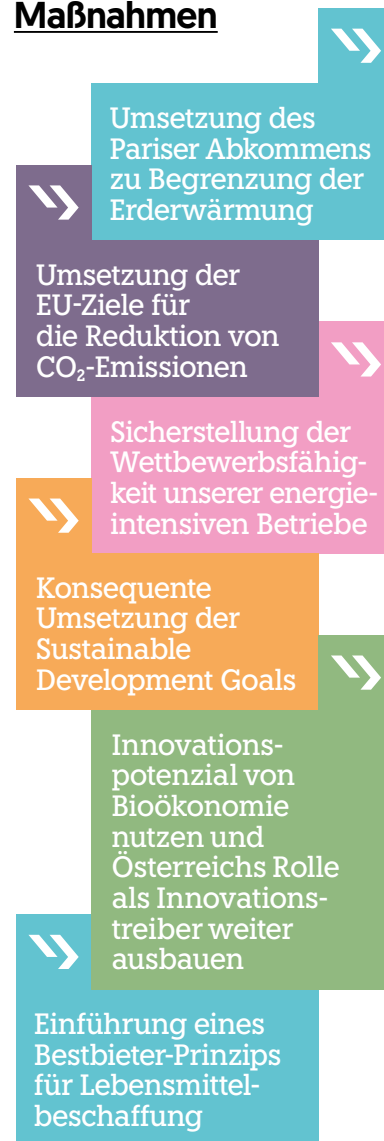 Maßnahmen
Umsetzung des
Pariser Abkommens
zu Begrenzung der
Erderwärmung
Umsetzung der
EU-Ziele für
die Reduktion von
CO₂-Emissionen
Sicherstellung der
Wettbewerbsfähig-
keit unserer energie-
intensiven Betriebe
Konsequente
Umsetzung der
Sustainable
Development Goals
Innovations-
potenzial von
Bioökonomie
nutzen und
Österreichs Rolle
als Innovations-
treiber weiter
ausbauen
Einführung eines
Bestbieter-Prinzips
für Lebensmittel-
beschaffung